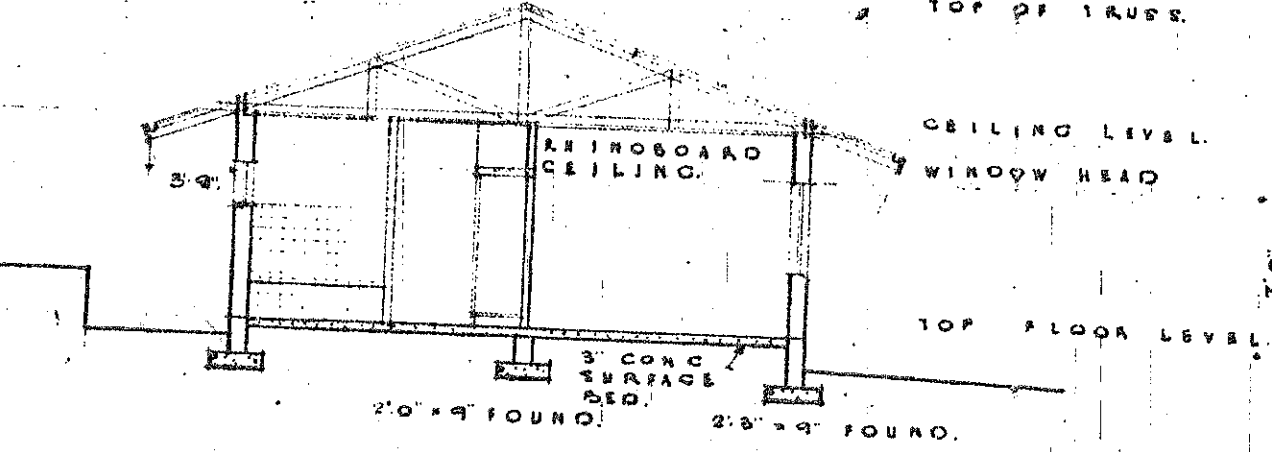 TOP OF TRUSS.
CEILING LEVEL.
RHINOBOARD
CEILING.
WINDOW HEAD
3'.9".
TOP FLOOR LEVEL.
3" CONC
SURFACE
BED.
2'.0" x 9" FOUND.
2'.3" x 9" FOUND.